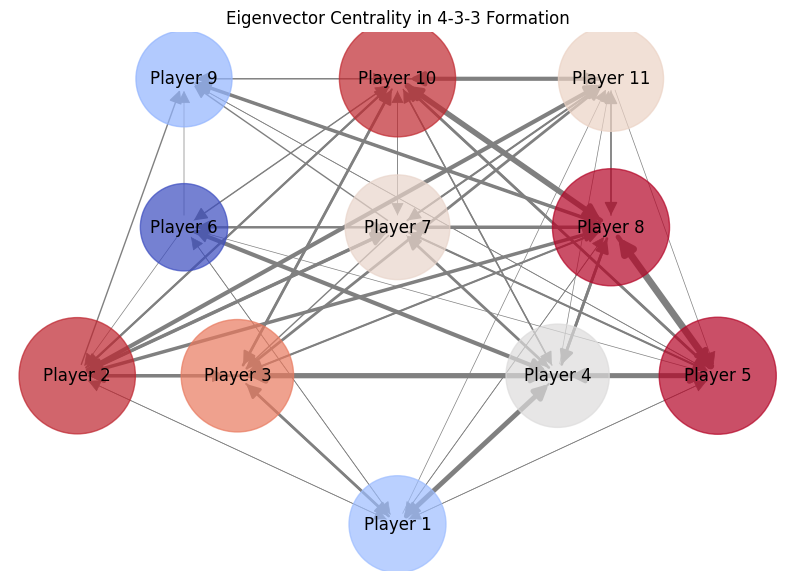 Eigenvector Centrality in 4-3-3 Formation
Player 9
Player 10
Player 11
Player 6
Player 7
Player 8
Player 2
Player 3
Player 4
Player 5
Player 1